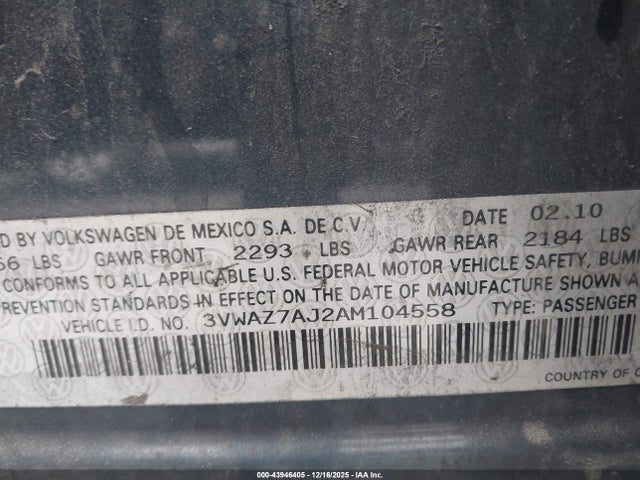 D BY VOLKSWAGEN DE MEXICO S.A. DE C.V. DATE 02.10
56 LBS GAWR FRONT 2293 LBS GAWR REAR 2184 LBS
CONFORMS TO ALL APPLICABLE U.S. FEDERAL MOTOR VEHICLE SAFETY, BUM
PREVENTION STANDARDS IN EFFECT ON THE DATE OF MANUFACTURE SHOWN A
VEHICLE I.D. NO. 3VWAZ7AJ2AM104558 TYPE: PASSENGER
COUNTRY OF O
000-43946405 - 12/16/2025 - IAA Inc.